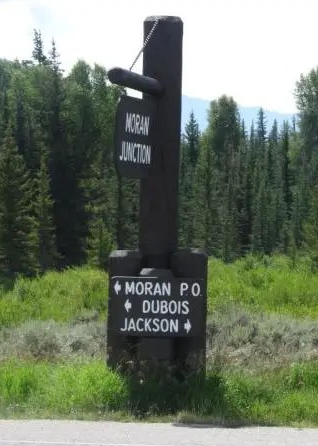 MORAN
JUNCTION
← MORAN P.O.
← DUBOIS
JACKSON →